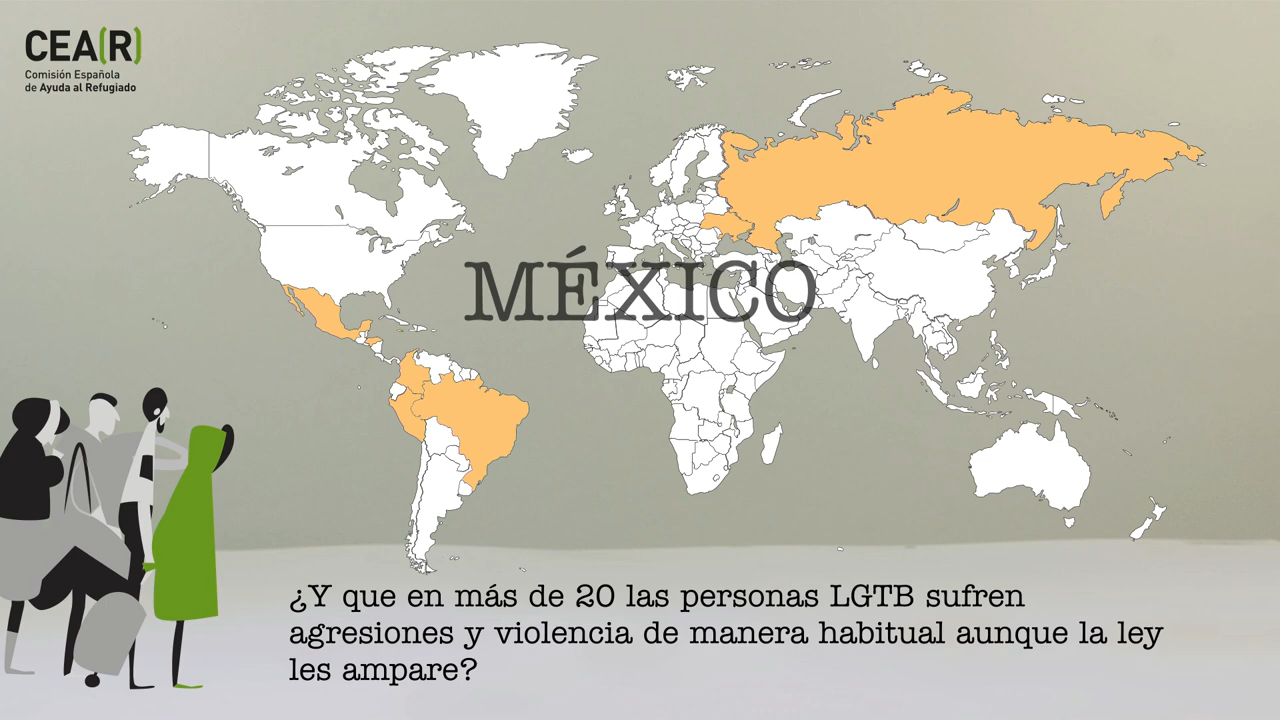 CEA(R)
Comisión Española
de Ayuda al Refugiado
MÉXICO
¿Y que en más de 20 las personas LGTB sufren
agresiones y violencia de manera habitual aunque la ley
les ampare?